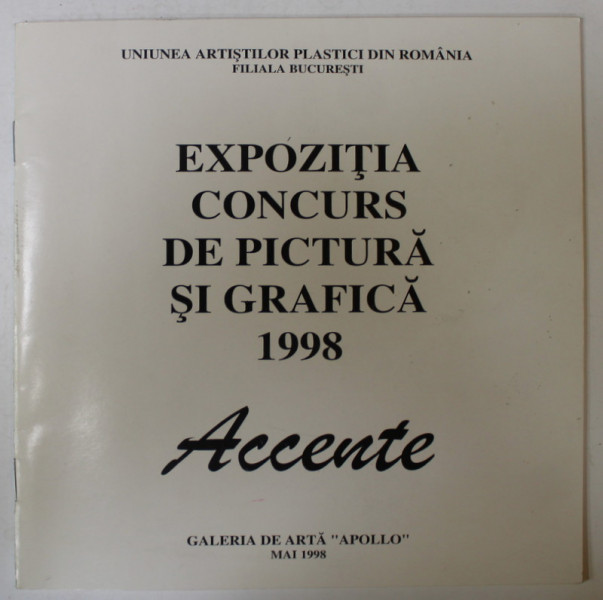 UNIUNEA ARTIŞTILOR PLASTICI DIN ROMÂNIA
FILIALA BUCUREŞTI
EXPOZIŢIA
CONCURS
DE PICTURĂ
ŞI GRAFICĂ
1998
Accente
GALERIA DE ARTĂ "APOLLO"
MAI 1998